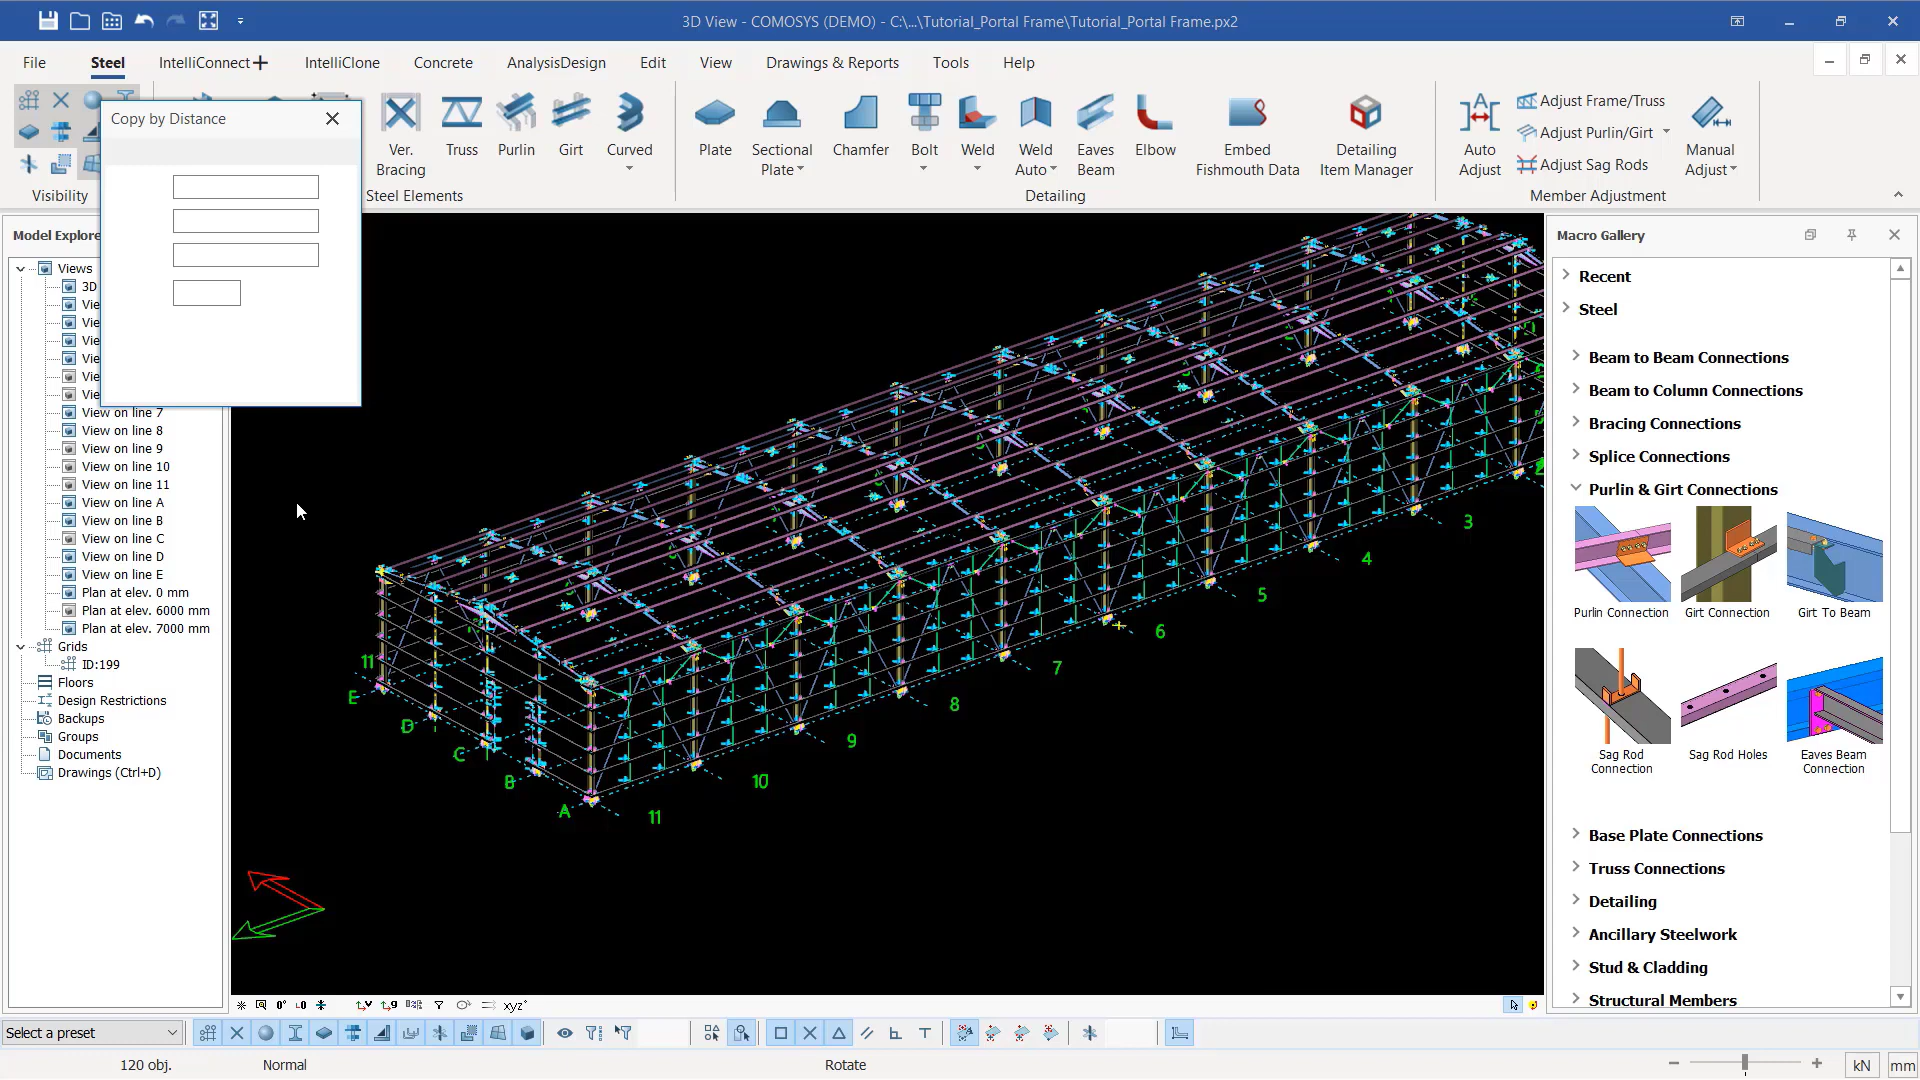 3D View - COMOSYS (DEMO) - C:\...\Tutorial_Portal Frame\Tutorial_Portal Frame.px2
File
Steel
IntelliConnect+
IntelliClone
Concrete
AnalysisDesign
Edit
View
Drawings & Reports
Tools
Help
Copy by Distance
Ver. Bracing
Truss
Purlin
Girt
Curved
Plate
Sectional Plate
Chamfer
Bolt
Weld
Weld Auto
Eaves Beam
Elbow
Embed Fishmouth Data
Detailing Item Manager
Auto Adjust
Adjust Frame/Truss
Adjust Purlin/Girt
Adjust Sag Rods
Manual Adjust
Visibility
Steel Elements
Detailing
Member Adjustment
Model Explore
Views
3D
Vie
Vie
Vie
Vie
Vie
Vie
View on line 7
View on line 8
View on line 9
View on line 10
View on line 11
View on line A
View on line B
View on line C
View on line D
View on line E
Plan at elev. 0 mm
Plan at elev. 6000 mm
Plan at elev. 7000 mm
Grids
ID:199
Floors
Design Restrictions
Backups
Groups
Documents
Drawings (Ctrl+D)
3
4
5
6
7
8
9
10
11
11
E
D
C
B
A
Macro Gallery
Recent
Steel
Beam to Beam Connections
Beam to Column Connections
Bracing Connections
Splice Connections
Purlin & Girt Connections
Purlin Connection
Girt Connection
Girt To Beam
Sag Rod Connection
Sag Rod Holes
Eaves Beam Connection
Base Plate Connections
Truss Connections
Detailing
Ancillary Steelwork
Stud & Cladding
Structural Members
xyz
Select a preset
120 obj.
Normal
Rotate
kN
mm